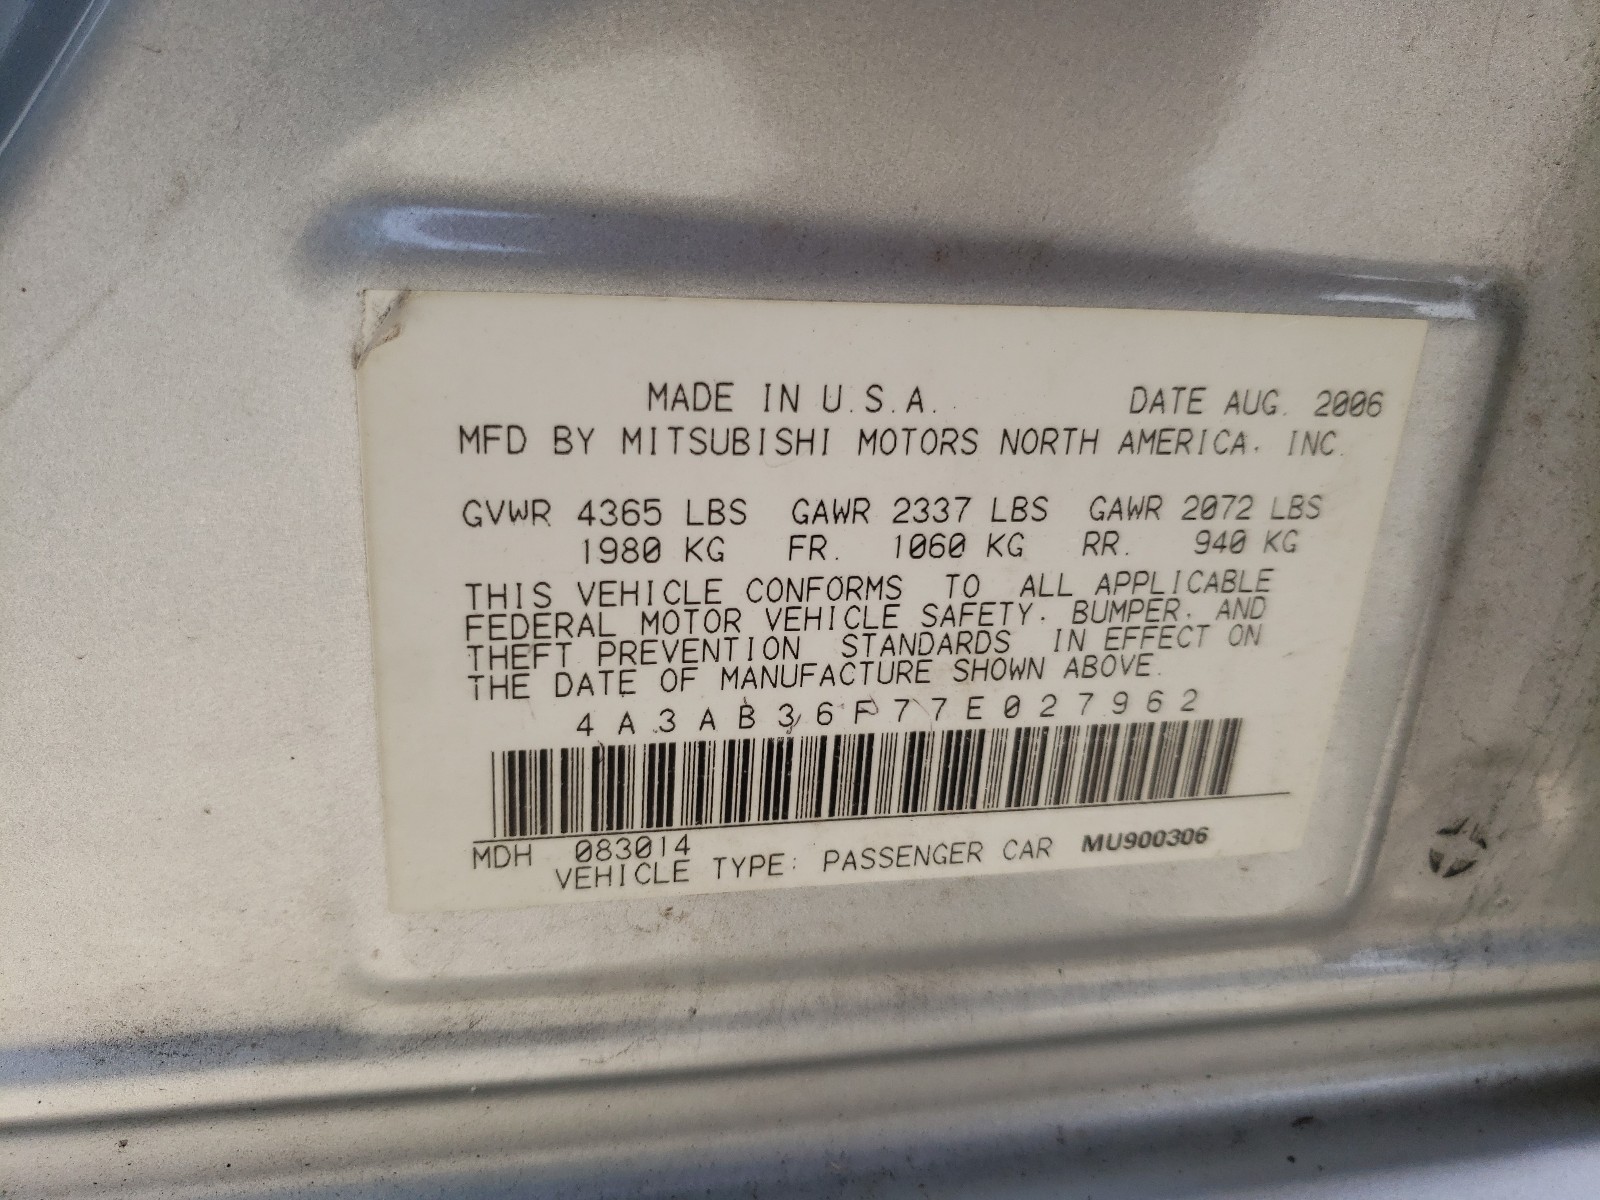 MADE IN U.S.A. DATE AUG. 2006
MFD BY MITSUBISHI MOTORS NORTH AMERICA. INC.
GVWR 4365 LBS GAWR 2337 LBS GAWR 2072 LBS
1980 KG FR. 1060 KG RR. 940 KG
THIS VEHICLE CONFORMS TO ALL APPLICABLE
FEDERAL MOTOR VEHICLE SAFETY. BUMPER. AND
THEFT PREVENTION STANDARDS IN EFFECT ON
THE DATE OF MANUFACTURE SHOWN ABOVE.
4A3AB36F77E027962
MDH 083014
VEHICLE TYPE: PASSENGER CAR MU900306